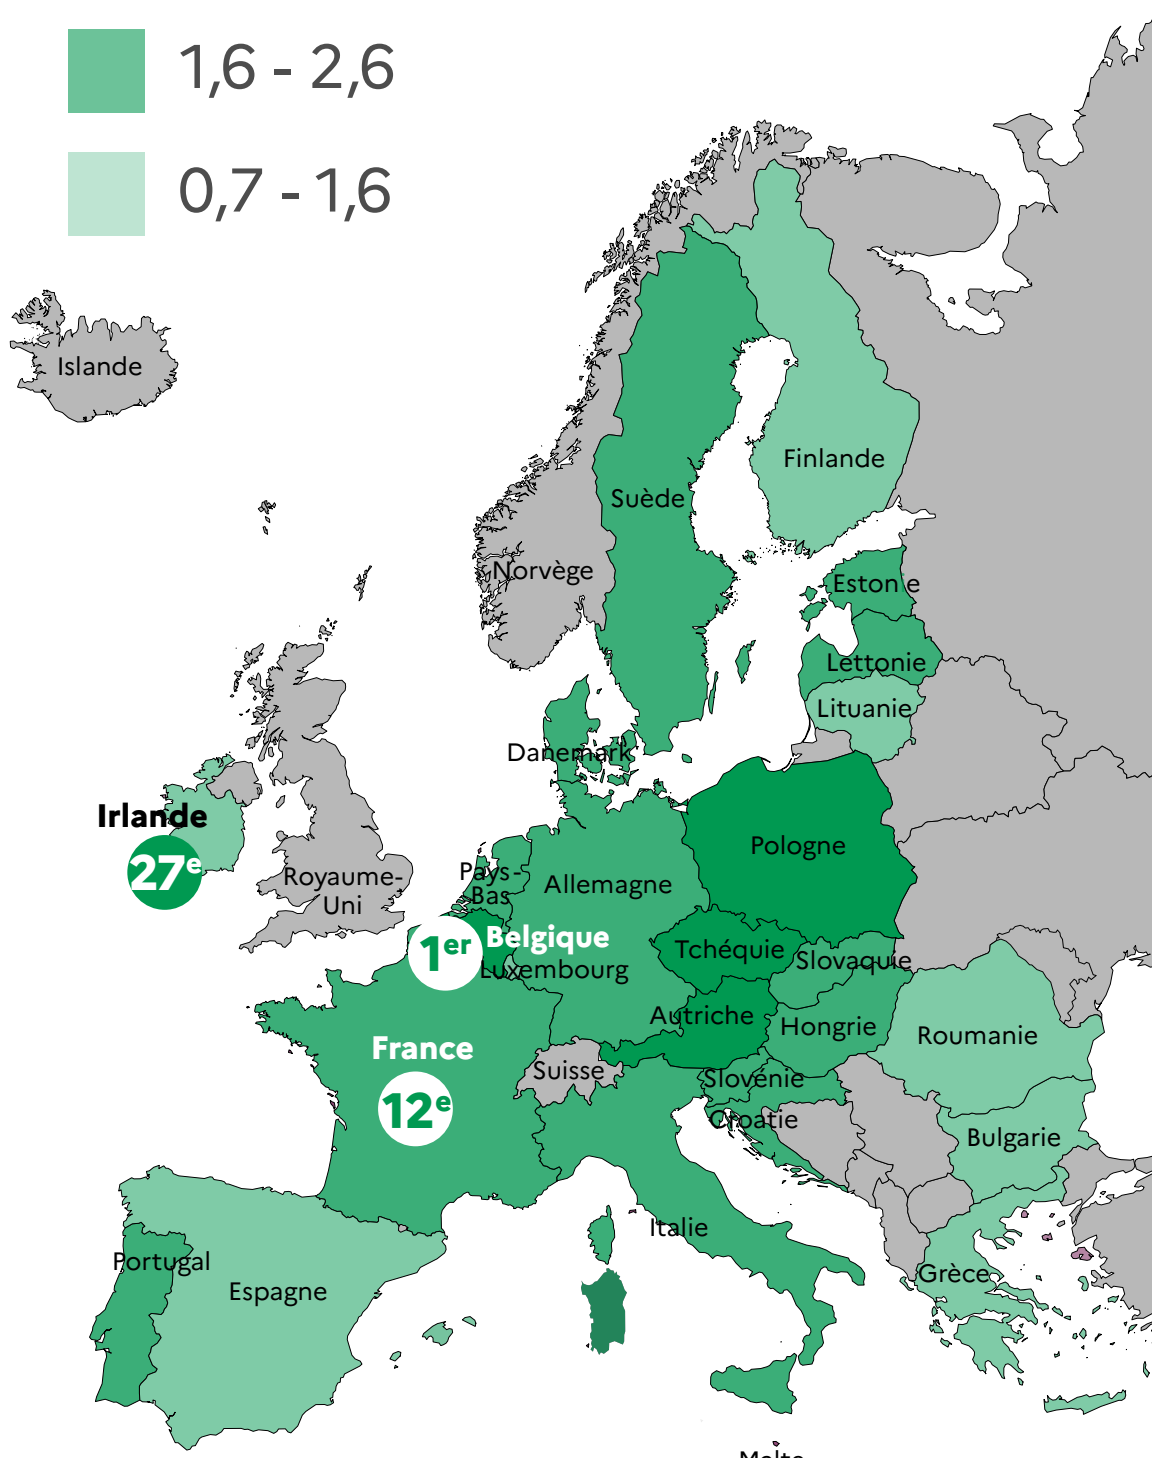 1,6 - 2,6
0,7 - 1,6
Islande
Finlande
Suède
Norvège
Eston e
Lettonie
Lituanie
Danemark
Irlande
27e
Royaume-
Uni
Pays-
Bas
Allemagne
Pologne
1er Belgique
Luxembourg
Tchéquie
Slovaquie
Autriche
Hongrie
Roumanie
France
12e
Suisse
Slovénie
Croatie
Bulgarie
Italie
Portugal
Espagne
Grèce
Malte